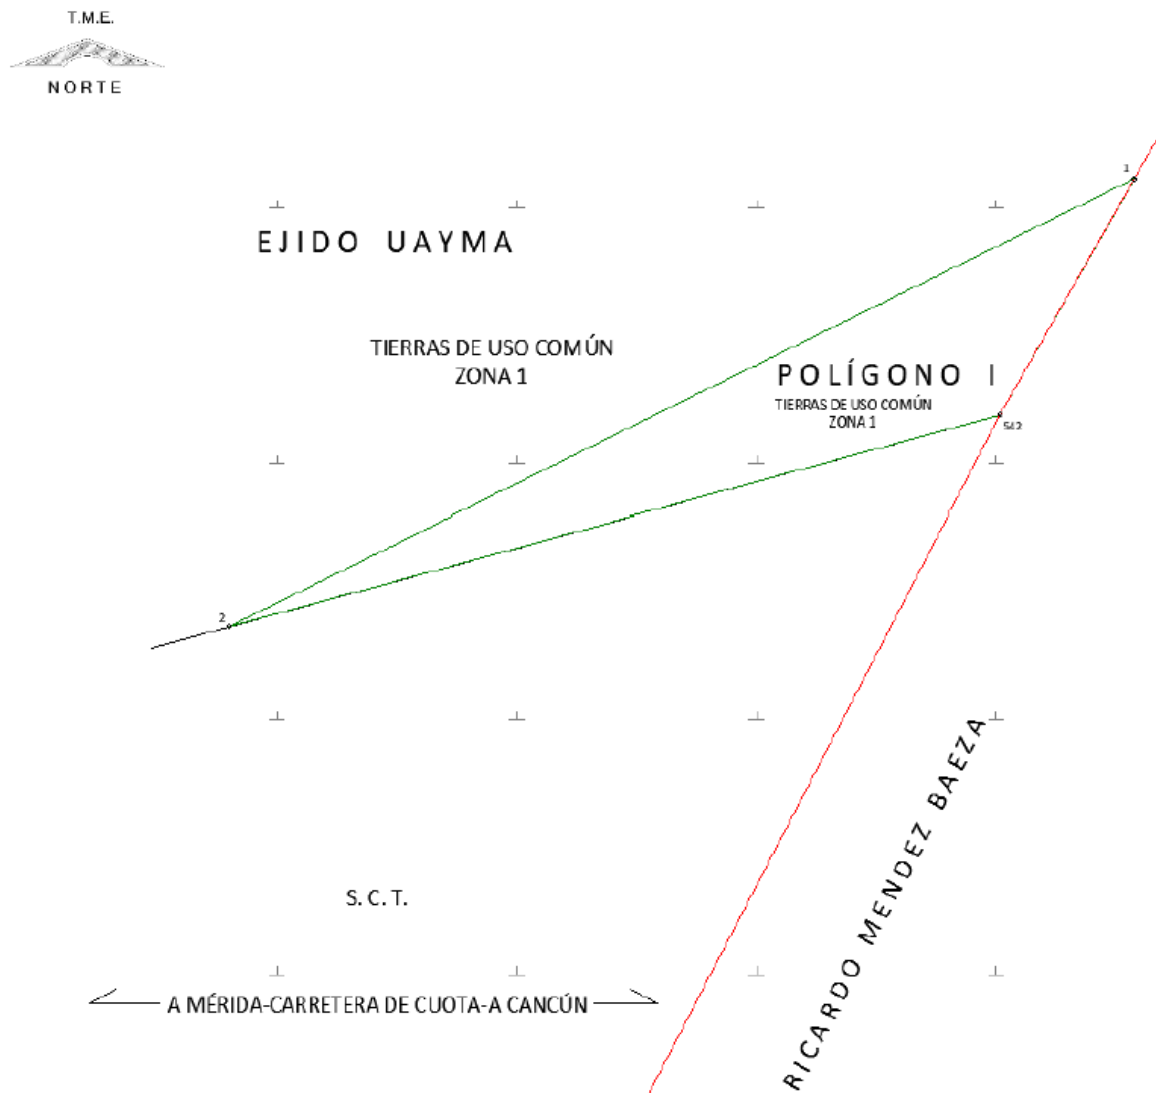 T.M.E.
NORTE
1
EJIDO UAYMA
TIERRAS DE USO COMÚN
ZONA 1
POLÍGONO I
TIERRAS DE USO COMÚN
ZONA 1
542
2
RICARDO MENDEZ BAEZA
S. C. T.
A MÉRIDA-CARRETERA DE CUOTA-A CANCÚN